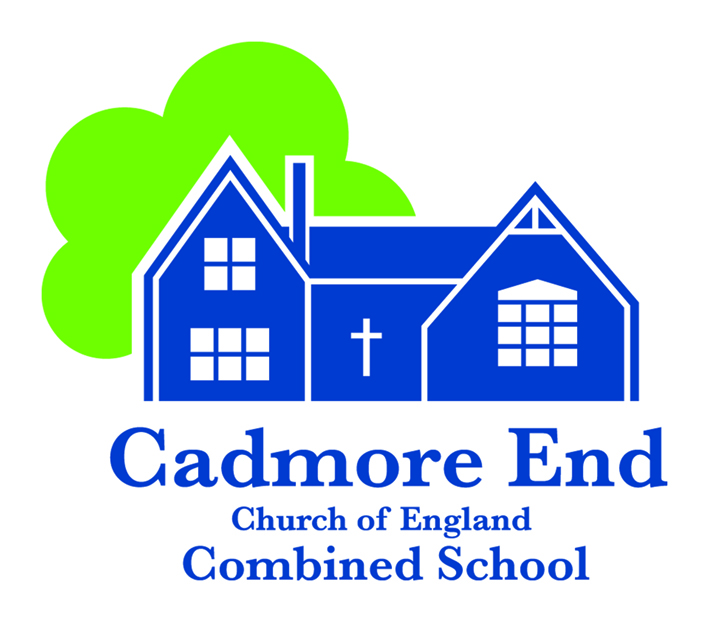 Cadmore End
Church of England
Combined School